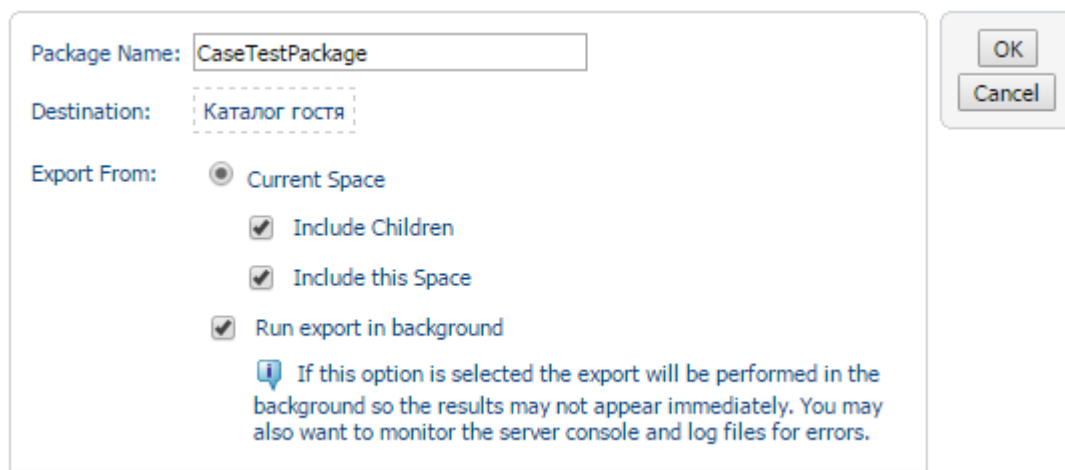 Package Name: CaseTestPackage
OK
Cancel
Destination: Каталог гостя
Export From: Current Space
Include Children
Include this Space
Run export in background
If this option is selected the export will be performed in the
background so the results may not appear immediately. You may
also want to monitor the server console and log files for errors.